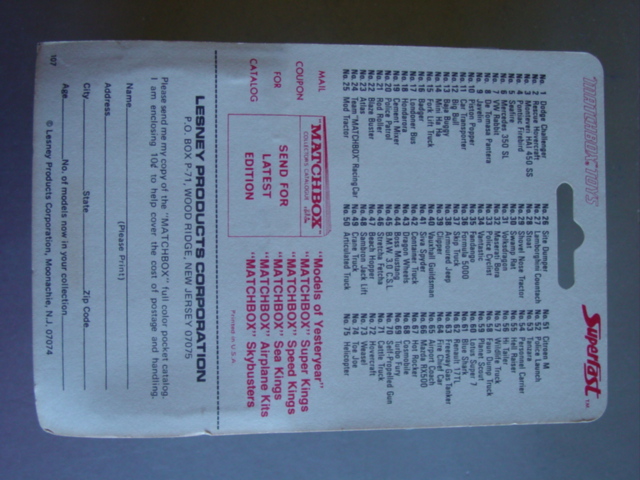 MATCHBOX TOYS
Superfast ™
No. 1 Dodge Challenger
No. 2 Rescue Hovercraft
No. 3 Monteverdi HAI 450 SS
No. 4 Pontiac Firebird
No. 5 Seafire
No. 6 Mercedes 350 SL
No. 7 VW Rabbit
No. 8 De Tomaso Pantera
No. 9 Javelin
No. 10 Piston Popper
No. 11 Car Transporter
No. 12 Big Bull
No. 13 Baja Buggy
No. 14 Mini Ha Ha
No. 15 Fork Lift Truck
No. 16 Badger
No. 17 Londoner Bus
No. 18 Hondarora
No. 19 Cement Mixer
No. 20 Police Patrol
No. 21 Rod Roller
No. 22 Blaze Buster
No. 23 Atlas
No. 24 Team "MATCHBOX" Racing Car
No. 25 Mod Tractor
No. 26 Site Dumper
No. 27 Lamborghini Countach
No. 28 Stoat
No. 29 Shovel Nose Tractor
No. 30 Swamp Rat
No. 31 Volksdragon
No. 32 Maserati Bora
No. 33 Police Cyclist
No. 34 Vantastic
No. 35 Fandango
No. 36 Formula 5000
No. 37 Skip Truck
No. 38 Armoured Jeep
No. 39 Clipper
No. 40 Vauxhall Guildsman
No. 41 Siva Spyder
No. 42 Container Truck
No. 43 Dragon Wheels
No. 44 Boss Mustang
No. 45 B.M.W. 3.0 C.S.L.
No. 46 Stretcha Fetcha
No. 47 Beach Hopper
No. 48 Sambron Jack Lift
No. 49 Crane Truck
No. 50 Articulated Truck
No. 51 Citroen M
No. 52 Police Launch
No. 53 Tanzara
No. 54 Personnel Carrier
No. 55 Hell Raiser
No. 56 Hi-Tailer
No. 57 Wildlife Truck
No. 58 Faun Dump Truck
No. 59 Planet Scout
No. 60 Lotus Super 7
No. 61 Blue Shark
No. 62 Renault 17TL
No. 63 Freeway Gas Tanker
No. 64 Fire Chief Car
No. 65 Airport Coach
No. 66 Mazda RX500
No. 67 Hot Rocker
No. 68 Cosmobile
No. 69 Turbo Fury
No. 70 Self-Propelled Gun
No. 71 Cattle Truck
No. 72 Hovercraft
No. 73 Weasel
No. 74 Toe Joe
No. 75 Helicopter
MAIL
COUPON
FOR
CATALOG
"MATCHBOX"
COLLECTORS CATALOGUE
SEND FOR
LATEST
EDITION
"Models of Yesteryear"
"MATCHBOX" Super Kings
"MATCHBOX" Speed Kings
"MATCHBOX" Sea Kings
"MATCHBOX" Airplane Kits
"MATCHBOX" Skybusters
Printed in U.S.A.
LESNEY PRODUCTS CORPORATION
P.O. BOX P-71, WOOD RIDGE, NEW JERSEY 07075
Please send me my copy of the "MATCHBOX" full color pocket catalog.
I am enclosing 10¢ to help cover the cost of postage and handling.
Name
(Please Print)
Address
City State Zip Code
Age No. of models now in your collection
107 © Lesney Products Corporation, Moonachie, N.J. 07074